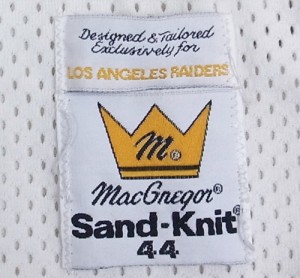 Designed & Tailored
Exclusively for
LOS ANGELES RAIDERS
M®
MacGregor®
Sand-Knit®
44